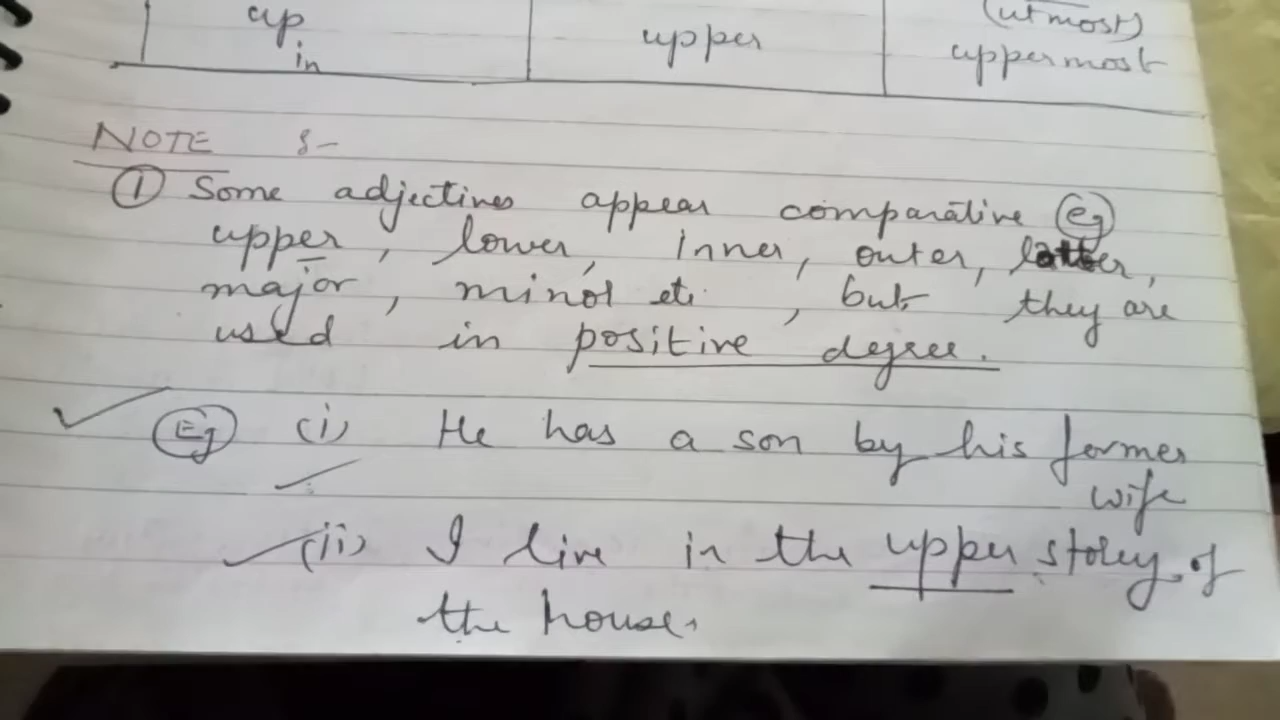 (utmost)
up upper uppermost
in
NOTE :-
① Some adjectives appear comparative Eg
upper, lower, inner, outer, latter,
major, minor etc, but they are
used in positive degree.
Eg (i) He has a son by his former
wife
(ii) I live in the upper storey of
the house.